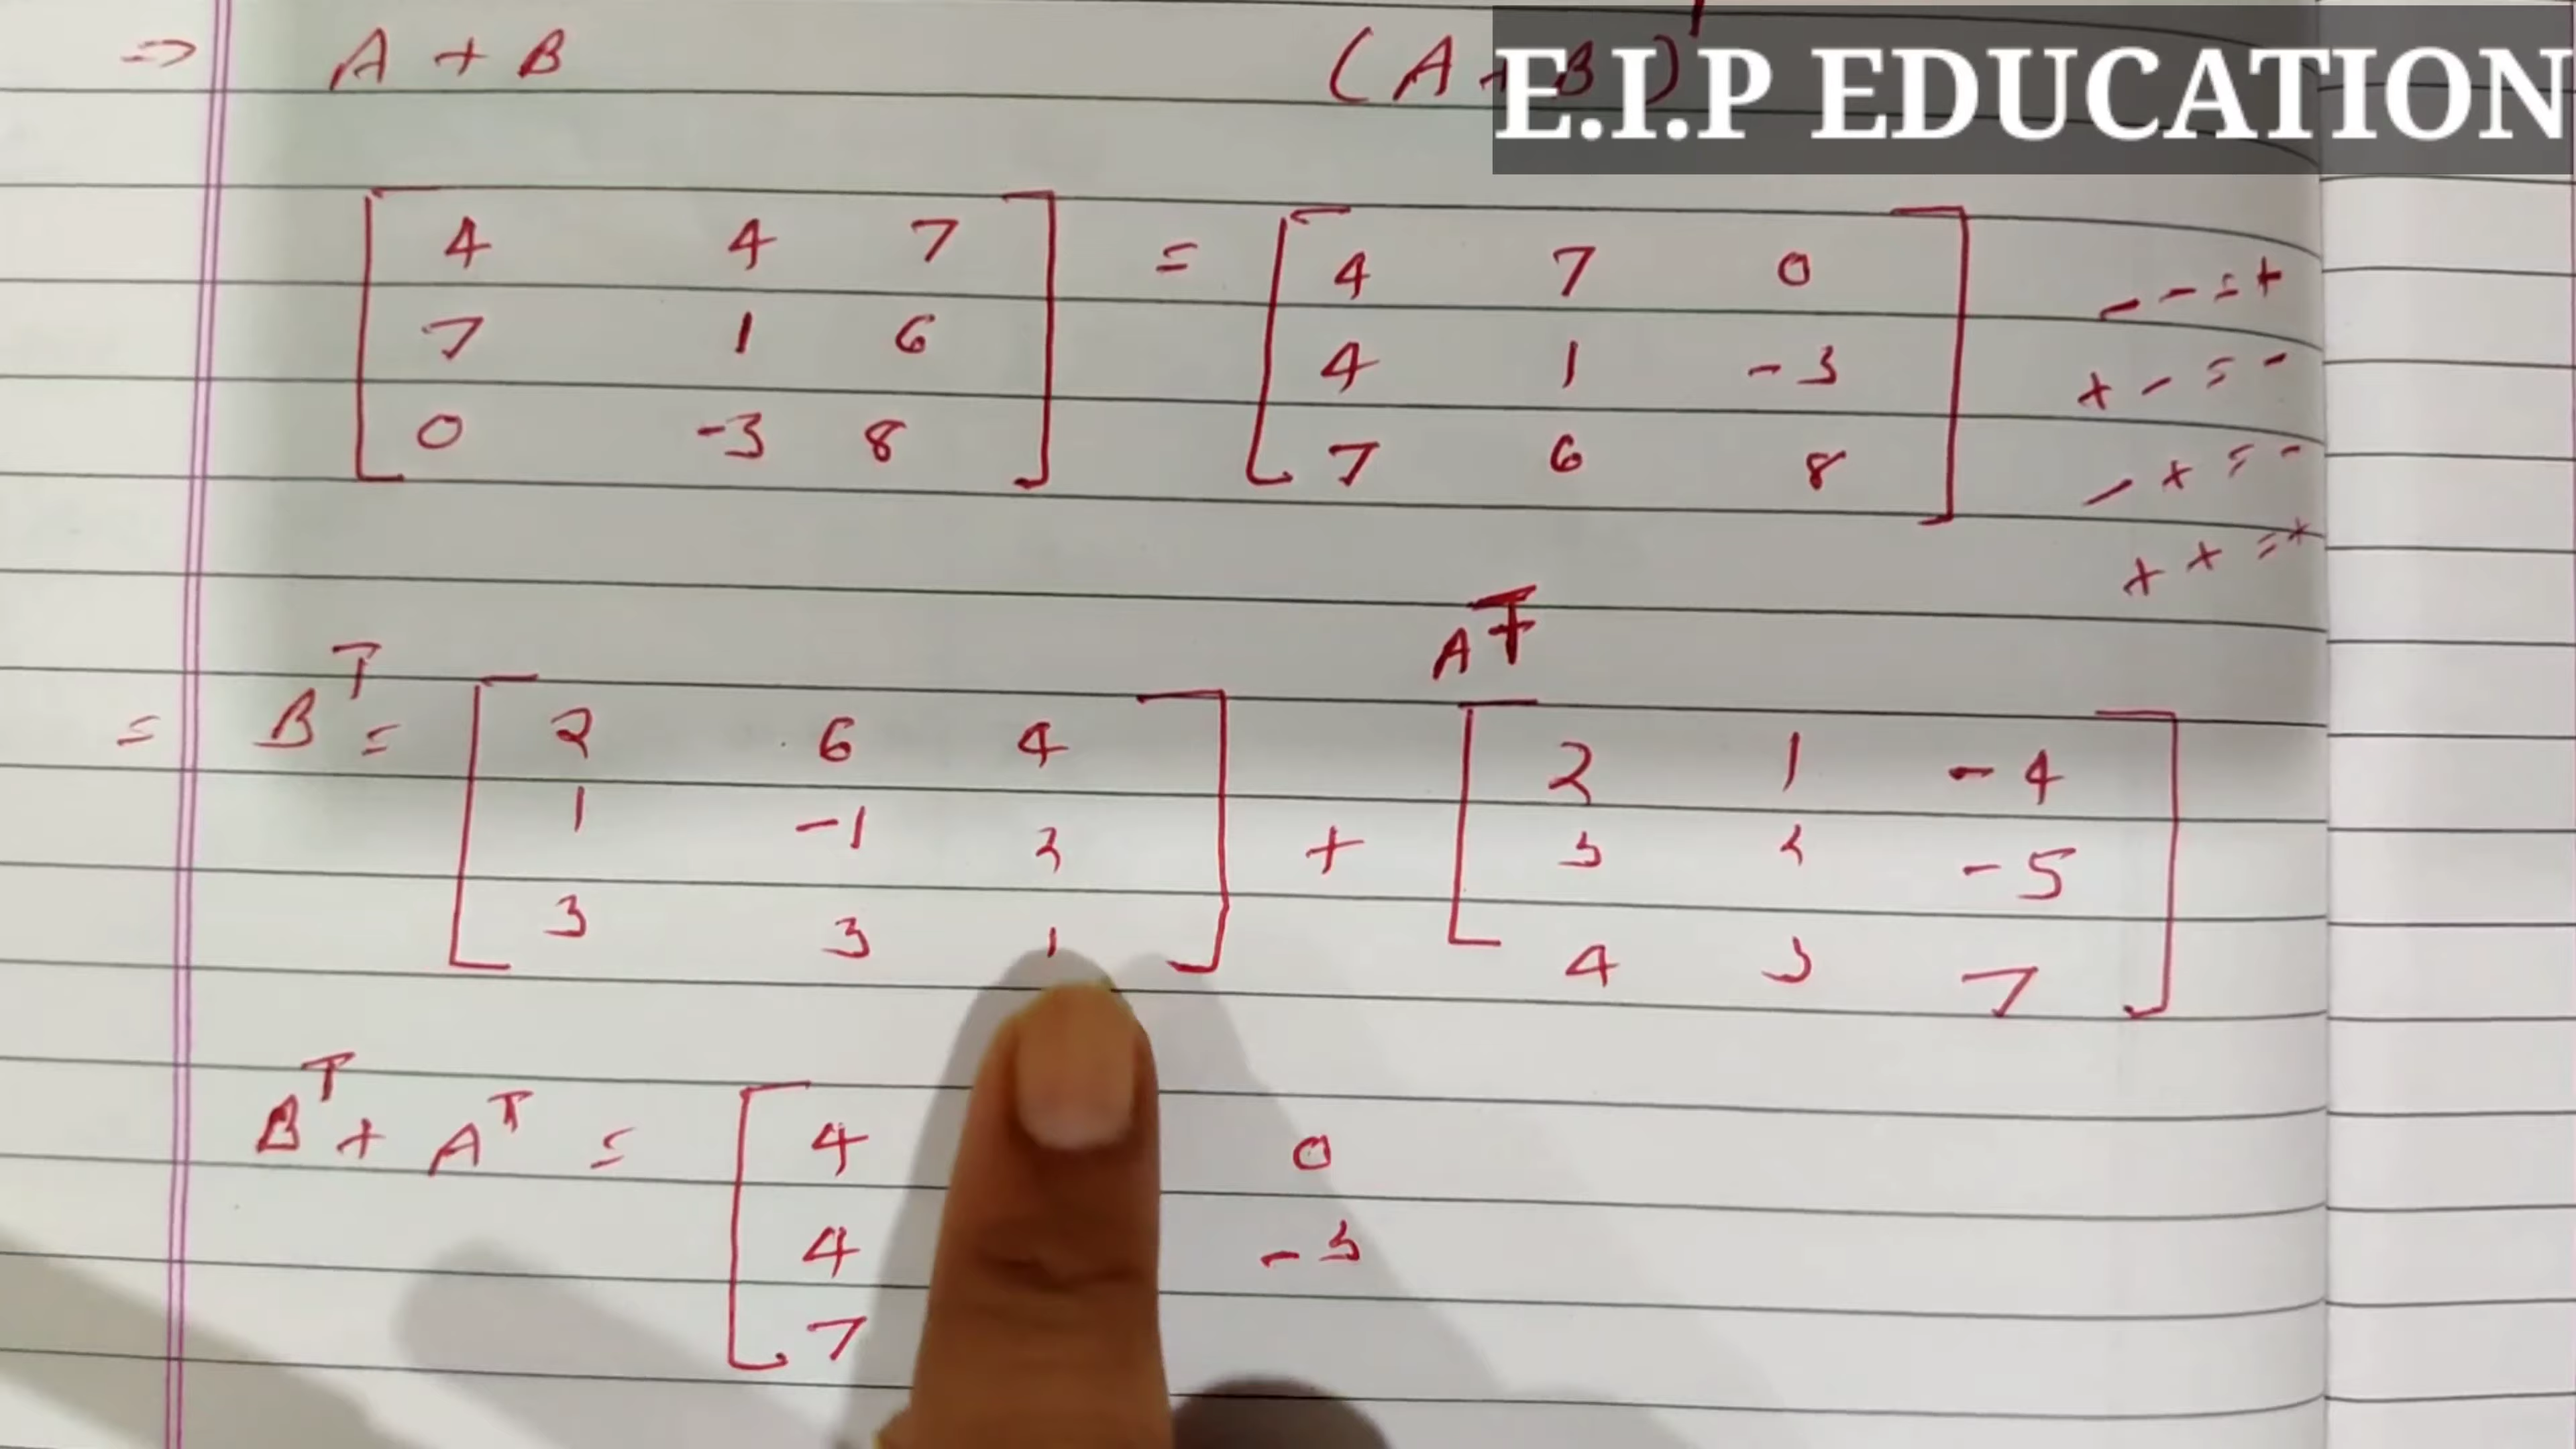 ⇒ A + B (A + B)
E.I.P EDUCATION
4 4 7 = 4 7 0 - - = +
7 1 6 4 1 -3 + - = -
0 -3 8 7 6 8 - + = -
+ + = +
A^T
= B^T = 2 6 4 + 2 1 -4
1 -1 2 3 2 -5
3 3 1 4 3 7
B^T + A^T = 4 0
4 -3
7